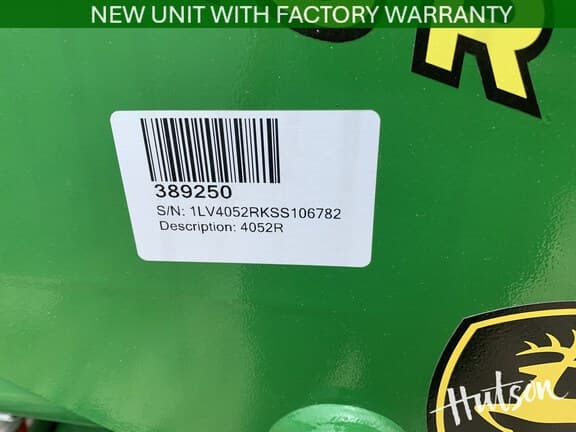 NEW UNIT WITH FACTORY WARRANTY
R
389250
S/N: 1LV4052RKSS106782
Description: 4052R
Hutson